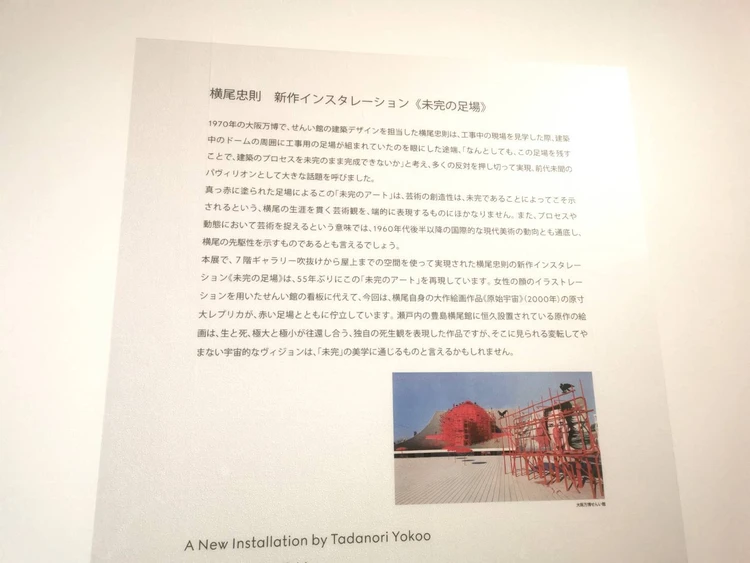 横尾忠則　新作インスタレーション《未完の足場》
1970年の大阪万博で、せんい館の建築デザインを担当した横尾忠則は、工事中の現場を見学した際、建築
中のドームの周囲に工事用の足場が組まれていたのを眼にした途端、「なんとしても、この足場を残す
ことで、建築のプロセスを未完のまま完成できないか」と考え、多くの反対を押し切って実現、前代未聞の
パヴィリオンとして大きな話題を呼びました。
真っ赤に塗られた足場によるこの「未完のアート」は、芸術の創造性は、未完であることによってこそ示
されるという、横尾の生涯を貫く芸術観を、端的に表現するものにほかなりません。また、プロセスや
動態において芸術を捉えるという意味では、1960年代後半以降の国際的な現代美術の動向とも通底し、
横尾の先駆性を示すものであるとも言えるでしょう。
本展で、7階ギャラリー吹抜けから屋上までの空間を使って実現された横尾忠則の新作インスタレー
ション《未完の足場》は、55年ぶりにこの「未完のアート」を再現しています。女性の顔のイラストレー
ションを用いたせんい館の看板に代えて、今回は、横尾自身の大作絵画作品《原始宇宙》（2000年）の原寸
大レプリカが、赤い足場とともに佇立しています。瀬戸内の豊島横尾館に恒久設置されている原作の絵
画は、生と死、極大と極小が往還し合う、独自の死生観を表現した作品ですが、そこに見られる変転してや
まない宇宙的なヴィジョンは、「未完」の美学に通じるものと言えるかもしれません。
大阪万博せんい館
A New Installation by Tadanori Yokoo